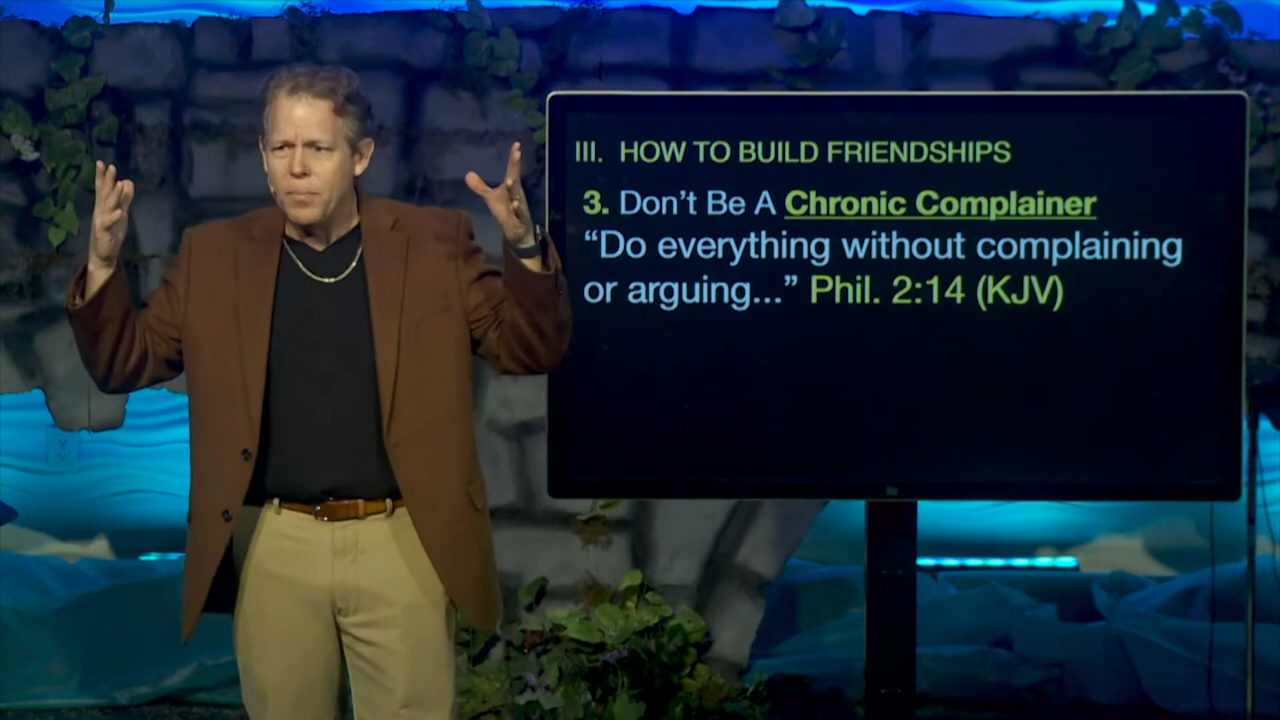 III. HOW TO BUILD FRIENDSHIPS
3. Don't Be A Chronic Complainer
“Do everything without complaining
or arguing...” Phil. 2:14 (KJV)